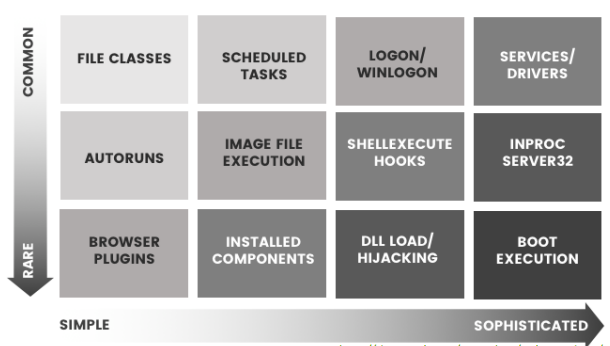 COMMON
FILE CLASSES
SCHEDULED
TASKS
LOGON/
WINLOGON
SERVICES/
DRIVERS
AUTORUNS
IMAGE FILE
EXECUTION
SHELLEXECUTE
HOOKS
INPROC
SERVER32
RARE
BROWSER
PLUGINS
INSTALLED
COMPONENTS
DLL LOAD/
HIJACKING
BOOT
EXECUTION
SIMPLE
SOPHISTICATED